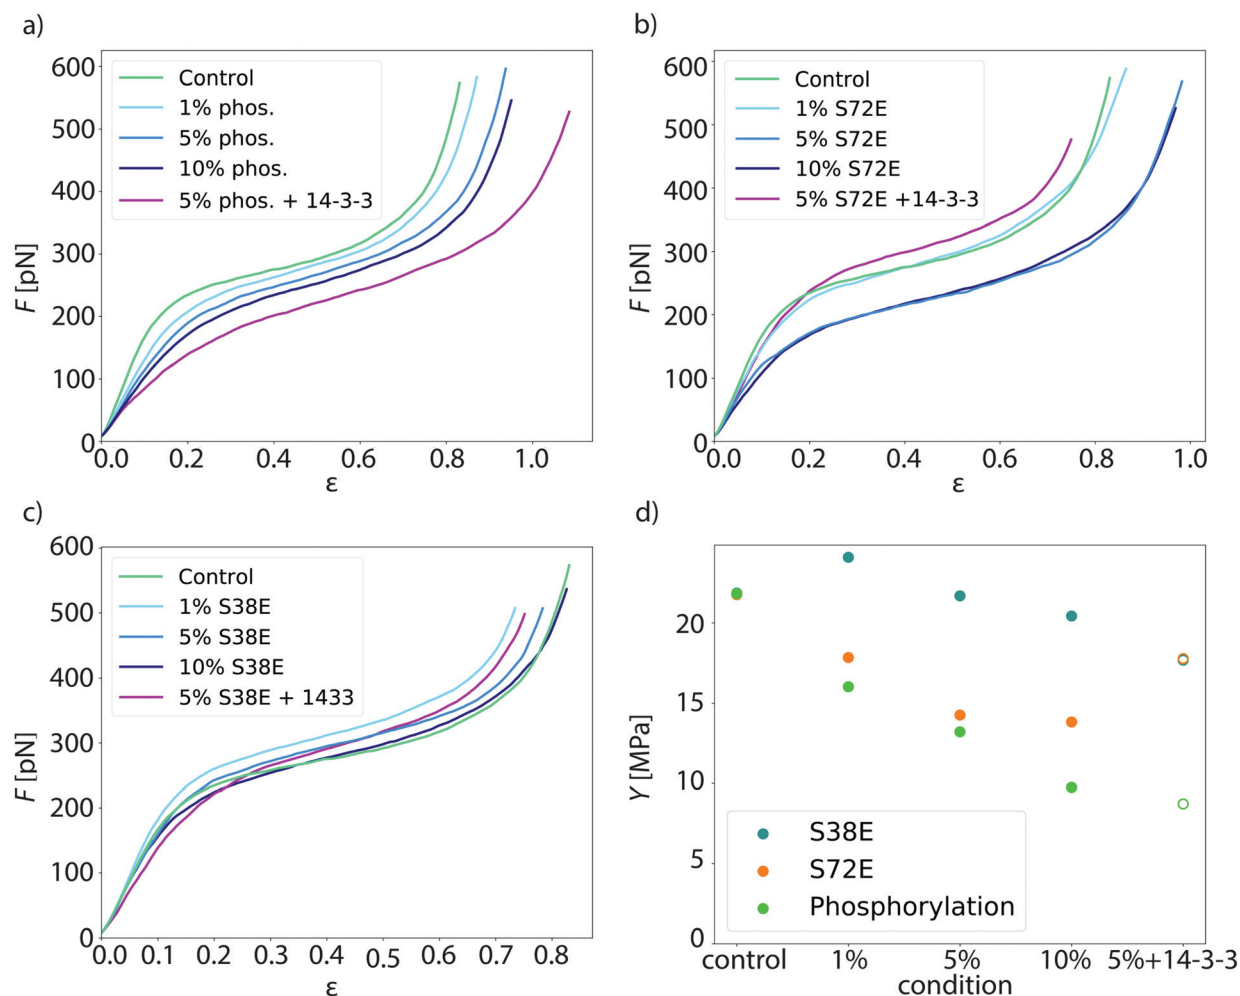 a)
600
500
400
300
200
100
0
F [pN]
Control
1% phos.
5% phos.
10% phos.
5% phos. + 14-3-3
0.0 0.2 0.4 0.6 0.8 1.0
ε
b)
600
500
400
300
200
100
0
F [pN]
Control
1% S72E
5% S72E
10% S72E
5% S72E +14-3-3
0.0 0.2 0.4 0.6 0.8 1.0
ε
c)
600
500
400
300
200
100
0
F [pN]
Control
1% S38E
5% S38E
10% S38E
5% S38E + 1433
0.0 0.1 0.2 0.3 0.4 0.5 0.6 0.7 0.8
ε
d)
20
15
10
5
0
Y [MPa]
S38E
S72E
Phosphorylation
control 1% 5% 10% 5%+14-3-3
condition